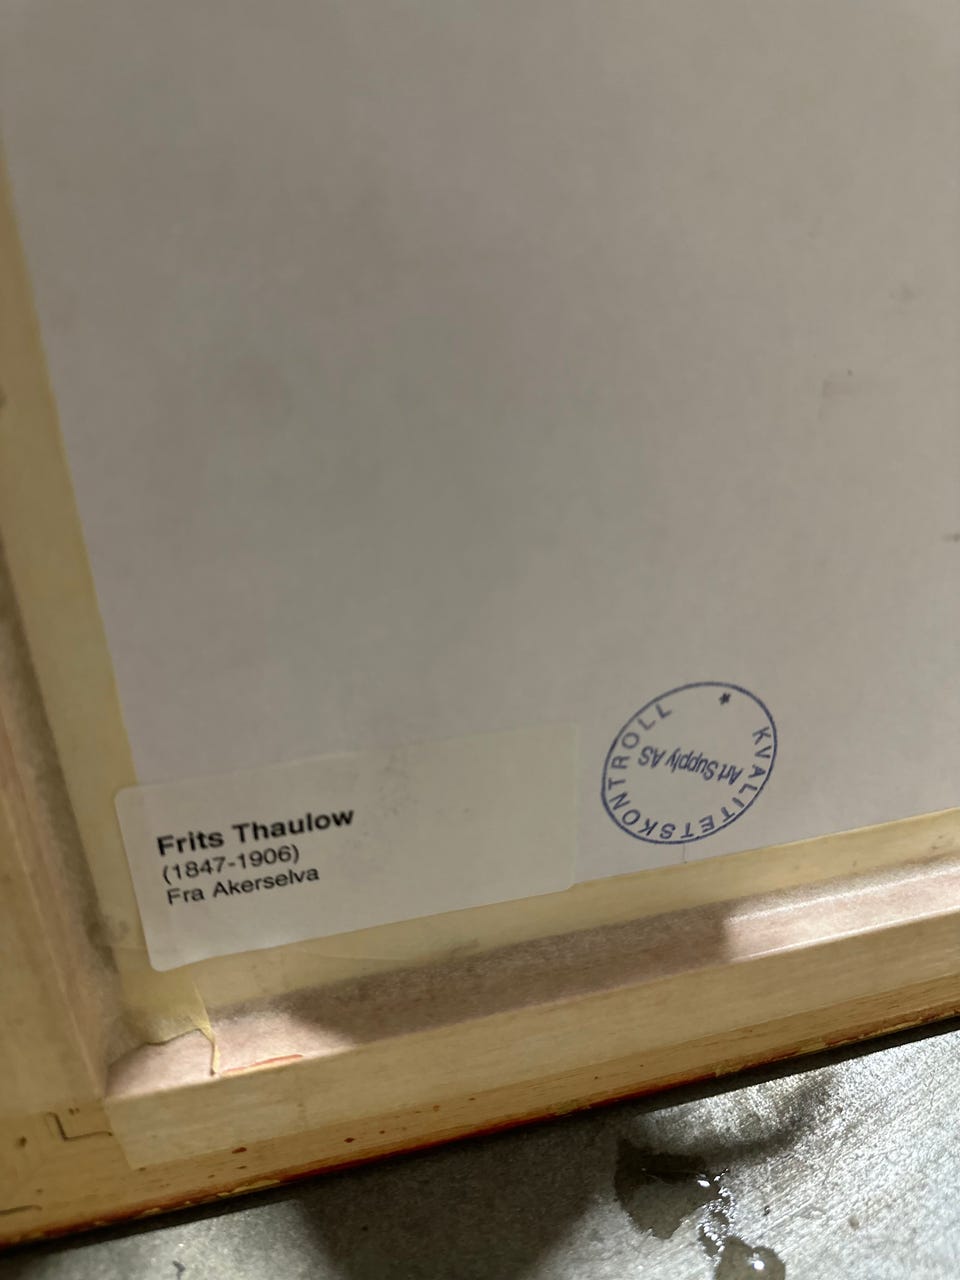 Frits Thaulow
(1847-1906)
Fra Akerselva
KVALITETSKONTROLL
Art Supply AS